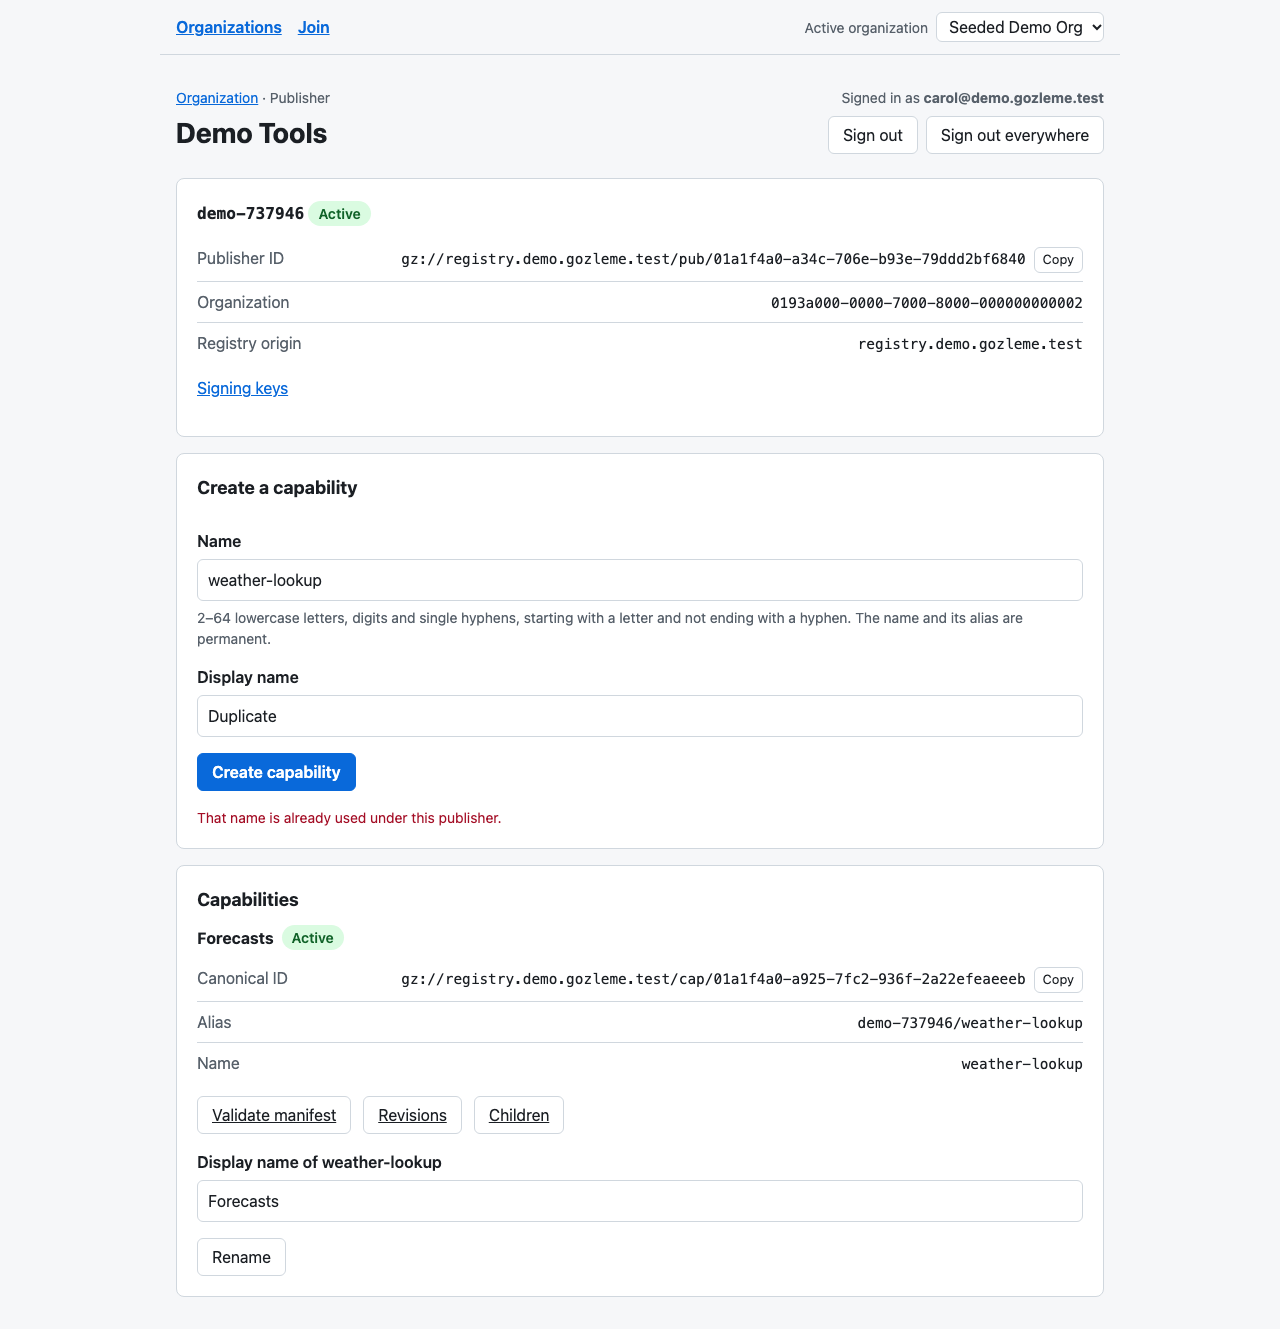 Organizations Join Active organization Seeded Demo Org
Organization · Publisher Signed in as carol@demo.gozleme.test
Demo Tools Sign out Sign out everywhere
demo-737946 Active
Publisher ID gz://registry.demo.gozleme.test/pub/01a1f4a0-a34c-706e-b93e-79ddd2bf6840 Copy
Organization 0193a000-0000-7000-8000-000000000002
Registry origin registry.demo.gozleme.test
Signing keys
Create a capability
Name
weather-lookup
2–64 lowercase letters, digits and single hyphens, starting with a letter and not ending with a hyphen. The name and its alias are
permanent.
Display name
Duplicate
Create capability
That name is already used under this publisher.
Capabilities
Forecasts Active
Canonical ID gz://registry.demo.gozleme.test/cap/01a1f4a0-a925-7fc2-936f-2a22efeaeeeb Copy
Alias demo-737946/weather-lookup
Name weather-lookup
Validate manifest Revisions Children
Display name of weather-lookup
Forecasts
Rename